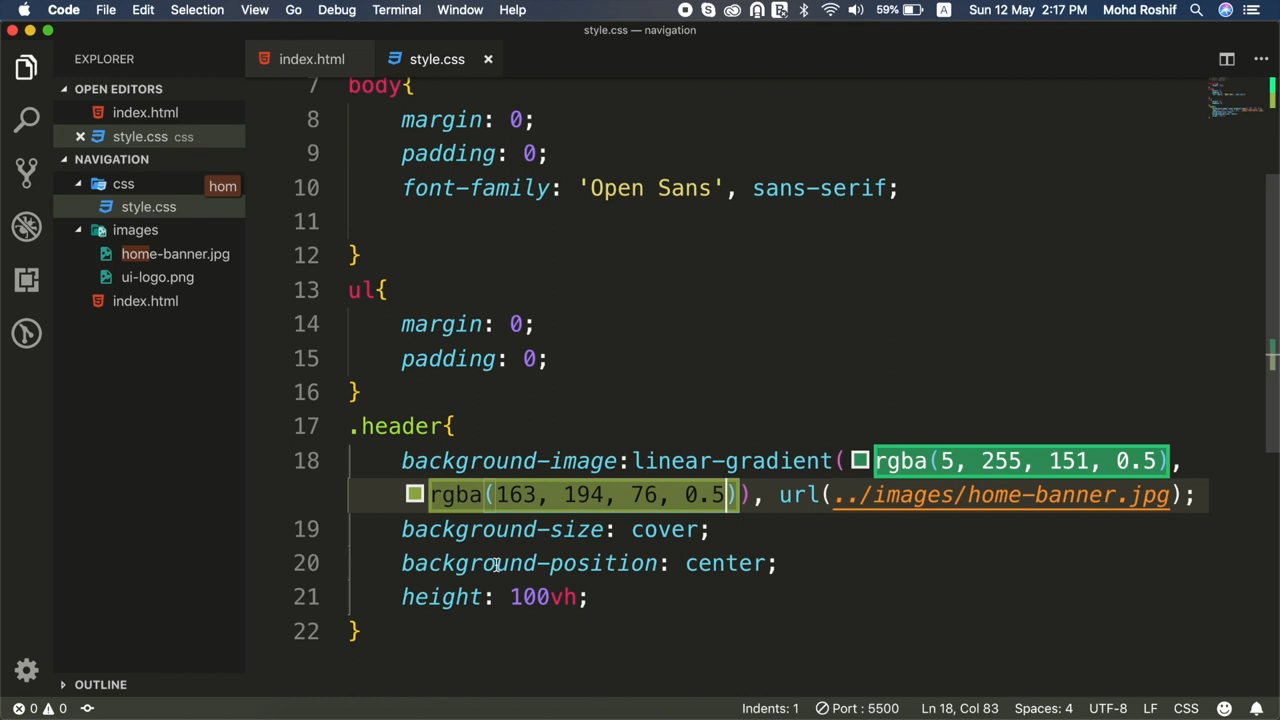 Code File Edit Selection View Go Debug Terminal Window Help 59% A Sun 12 May 2:17 PM Mohd Roshif
style.css — navigation
EXPLORER index.html style.css ×
OPEN EDITORS
index.html
× style.css css
NAVIGATION
css hom
style.css
images
home-banner.jpg
ui-logo.png
index.html
7 body{
8 margin: 0;
9 padding: 0;
10 font-family: 'Open Sans', sans-serif;
11
12 }
13 ul{
14 margin: 0;
15 padding: 0;
16 }
17 .header{
18 background-image:linear-gradient(rgba(5, 255, 151, 0.5),
rgba(163, 194, 76, 0.5)), url(../images/home-banner.jpg);
19 background-size: cover;
20 background-position: center;
21 height: 100vh;
22 }
OUTLINE
0 0 Indents: 1 Port : 5500 Ln 18, Col 83 Spaces: 4 UTF-8 LF CSS